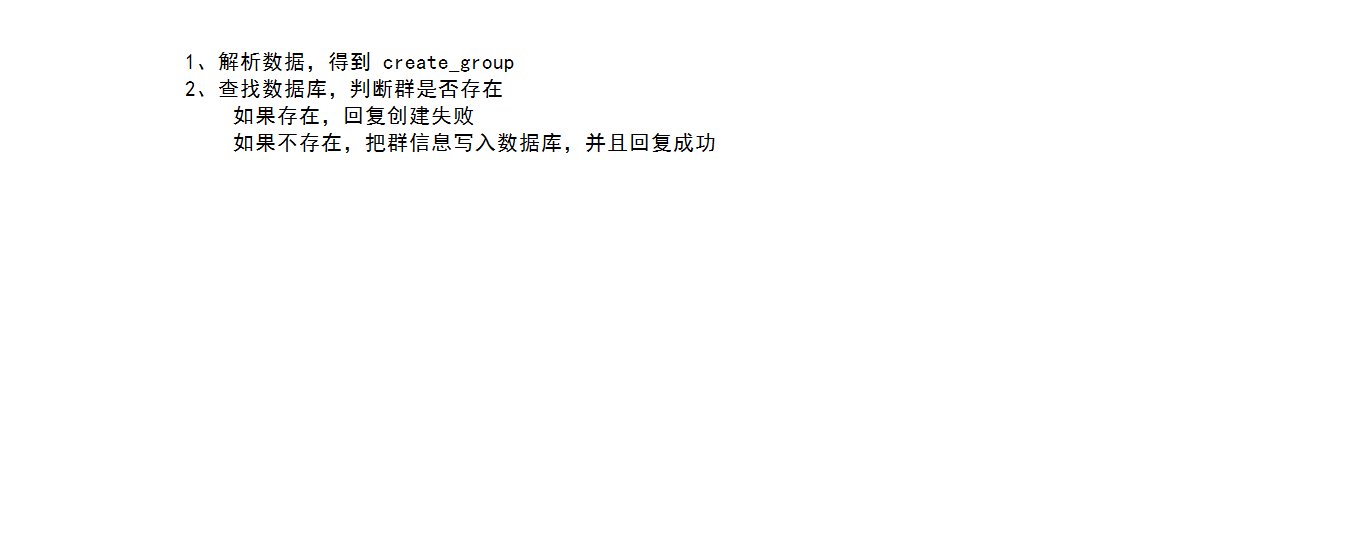 1、解析数据，得到 create_group
2、查找数据库，判断群是否存在
如果存在，回复创建失败
如果不存在，把群信息写入数据库，并且回复成功